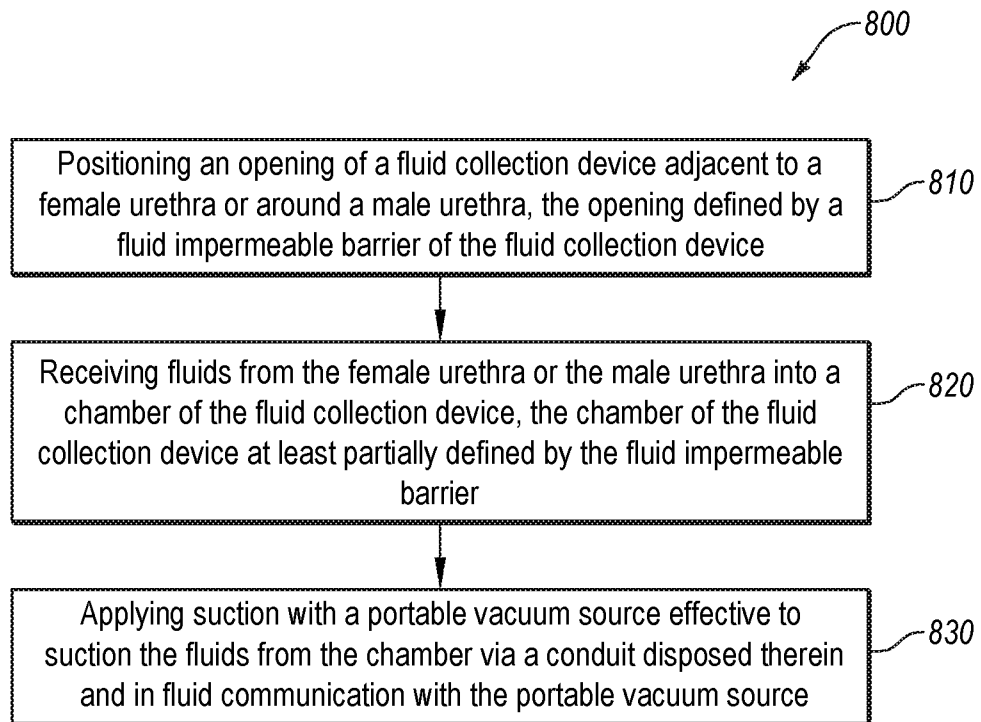 800
Positioning an opening of a fluid collection device adjacent to a
female urethra or around a male urethra, the opening defined by a
fluid impermeable barrier of the fluid collection device
810
Receiving fluids from the female urethra or the male urethra into a
chamber of the fluid collection device, the chamber of the fluid
collection device at least partially defined by the fluid impermeable
barrier
820
Applying suction with a portable vacuum source effective to
suction the fluids from the chamber via a conduit disposed therein
and in fluid communication with the portable vacuum source
830